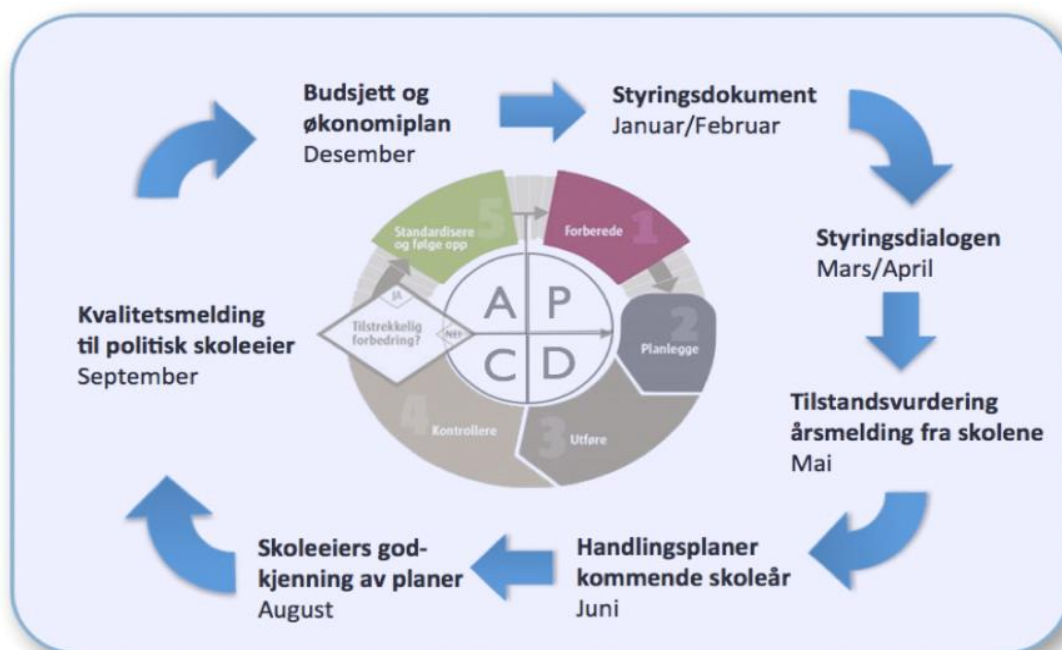 Budsjett og
økonomiplan
Desember
Styringsdokument
Januar/Februar
Styringsdialogen
Mars/April
Tilstandsvurdering
årsmelding fra skolene
Mai
Handlingsplaner
kommende skoleår
Juni
Skoleeiers god-
kjenning av planer
August
Kvalitetsmelding
til politisk skoleeier
September
1
Forberede
2
Planlegge
3
Utføre
4
Kontrollere
JA
Tilstrekkelig
forbedring?
NEI
5
Standardisere
og følge opp
A P
C D